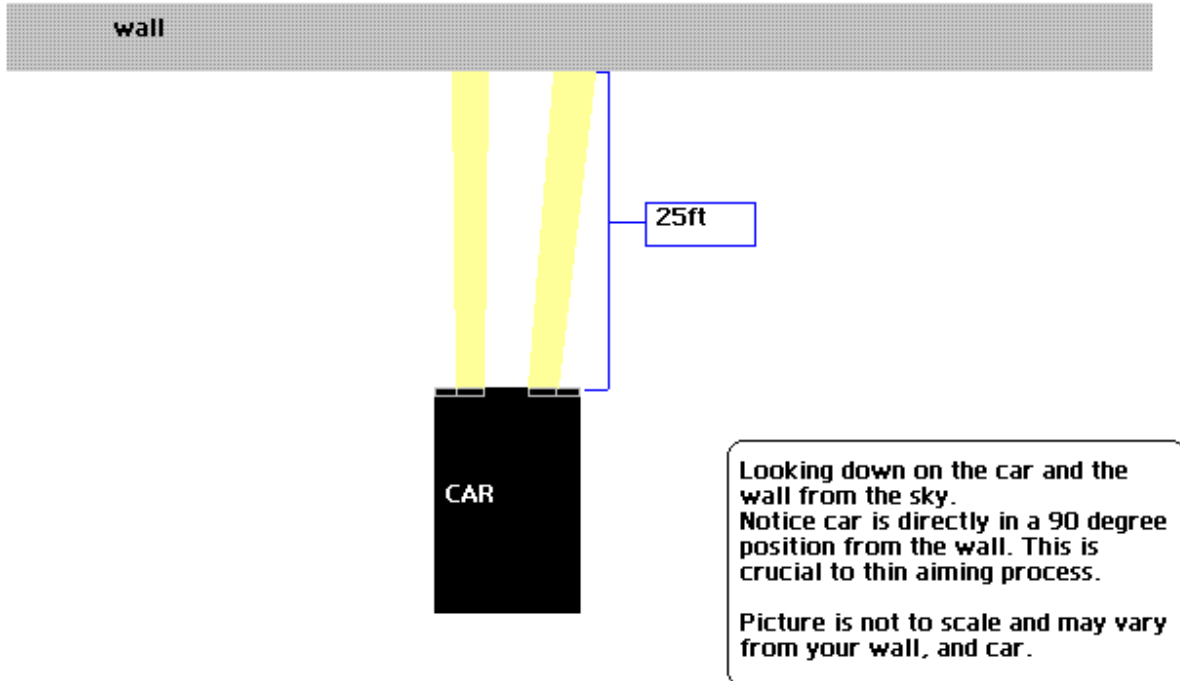 wall
25ft
CAR
Looking down on the car and the
wall from the sky.
Notice car is directly in a 90 degree
position from the wall. This is
crucial to thin aiming process.
Picture is not to scale and may vary
from your wall, and car.